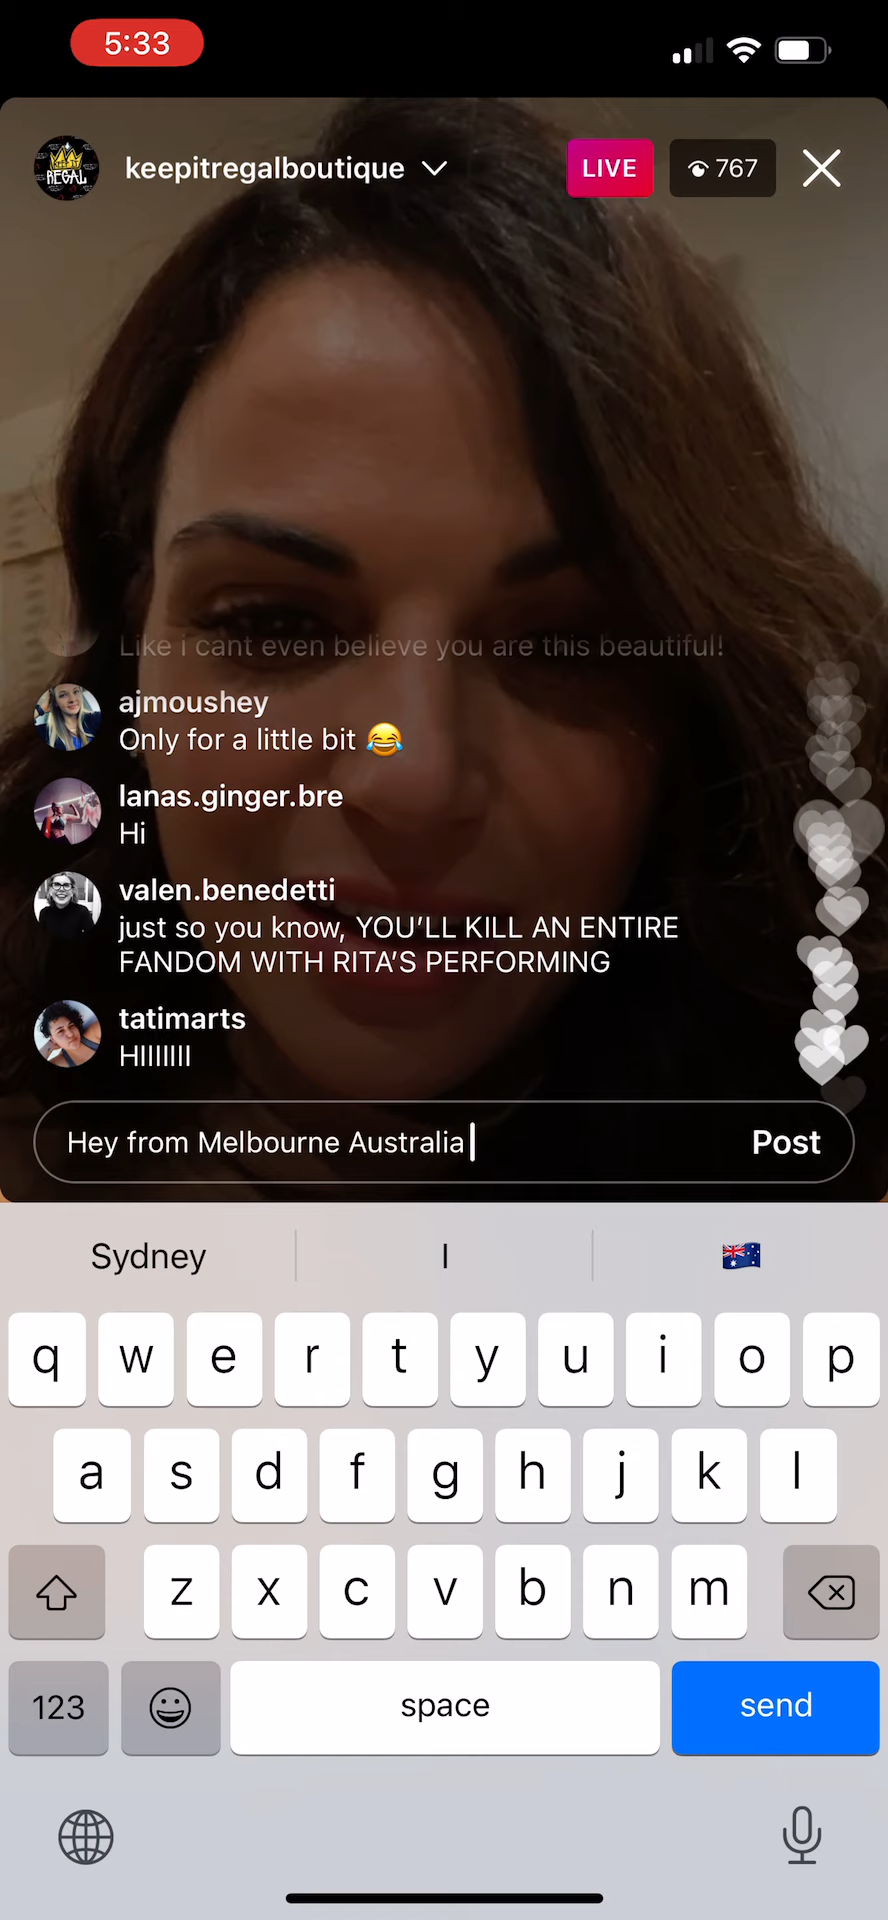 5:33
REGAL
keepitregalboutique
LIVE
767
Like i cant even believe you are this beautiful!
ajmoushey
Only for a little bit 😂
lanas.ginger.bre
Hi
valen.benedetti
just so you know, YOU’LL KILL AN ENTIRE
FANDOM WITH RITA’S PERFORMING
tatimarts
HIIIIIII
Hey from Melbourne Australia
Post
Sydney
I
🇦🇺
q w e r t y u i o p
a s d f g h j k l
z x c v b n m
123
space
send